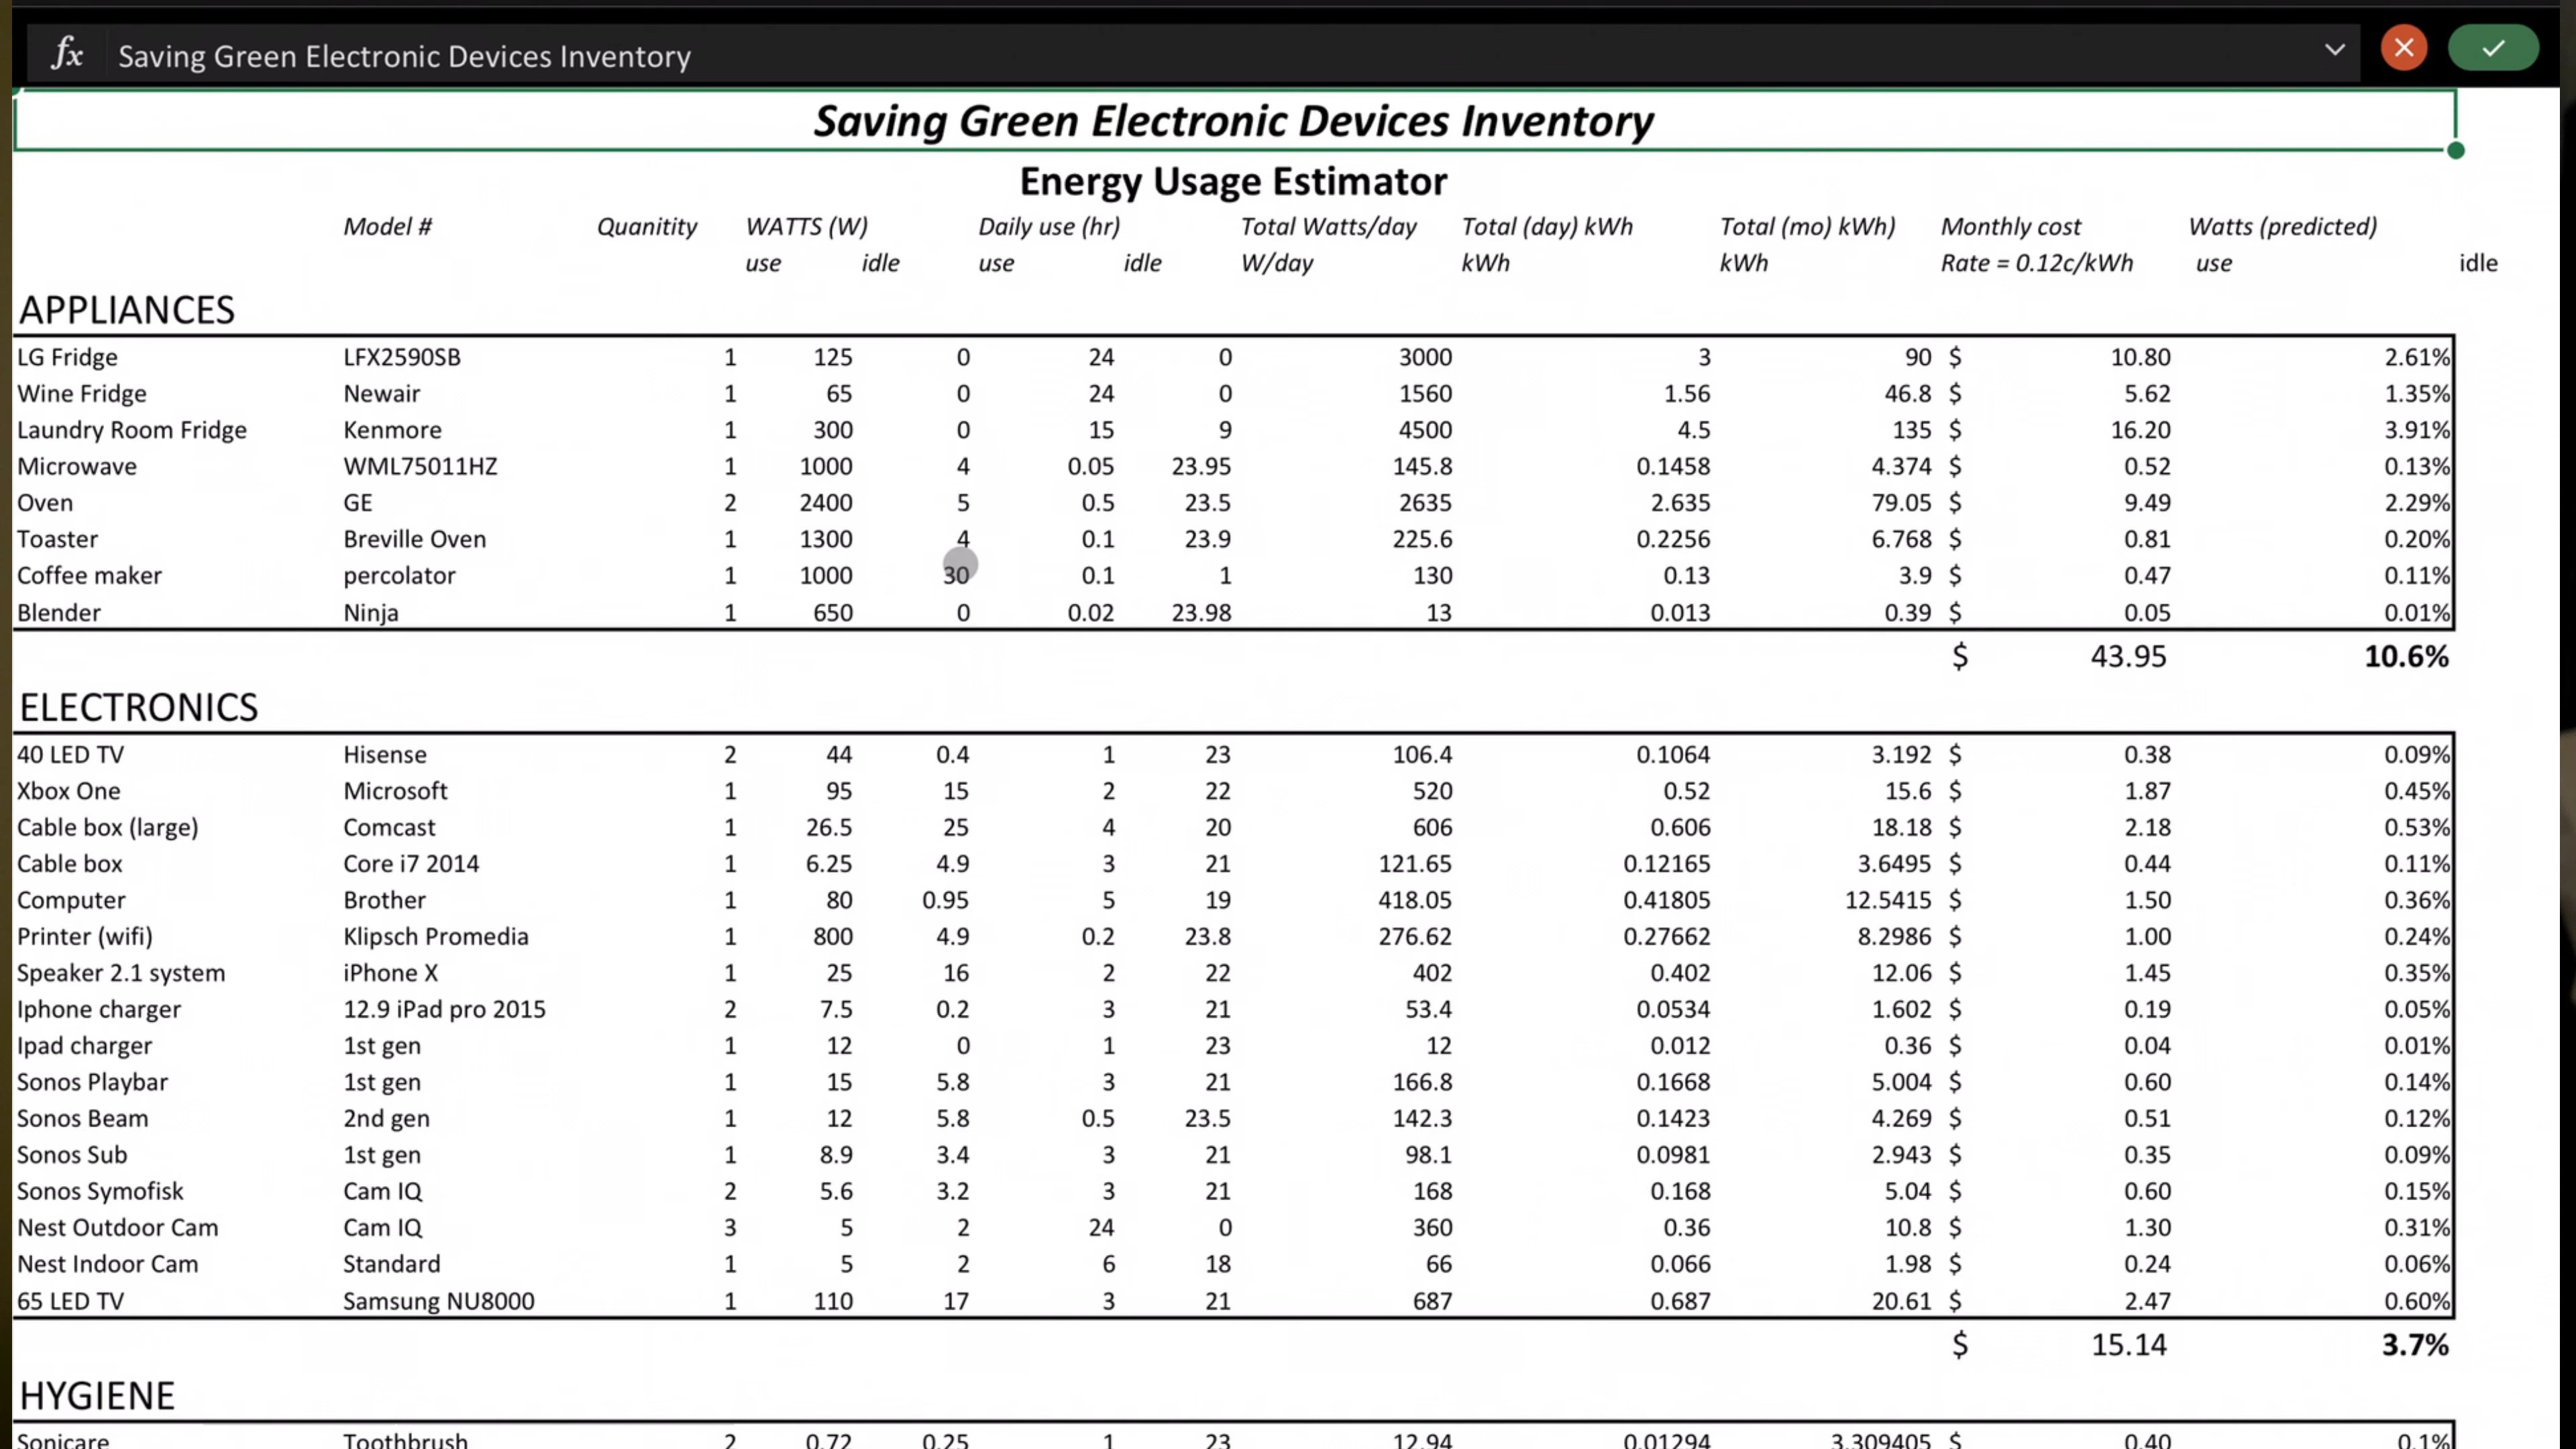 fx Saving Green Electronic Devices Inventory
Saving Green Electronic Devices Inventory
Energy Usage Estimator
Model # Quanitity WATTS (W) Daily use (hr) Total Watts/day Total (day) kWh Total (mo) kWh) Monthly cost Watts (predicted)
use idle use idle W/day kWh kWh Rate = 0.12c/kWh use idle
APPLIANCES
LG Fridge LFX2590SB 1 125 0 24 0 3000 3 90 $ 10.80 2.61%
Wine Fridge Newair 1 65 0 24 0 1560 1.56 46.8 $ 5.62 1.35%
Laundry Room Fridge Kenmore 1 300 0 15 9 4500 4.5 135 $ 16.20 3.91%
Microwave WML75011HZ 1 1000 4 0.05 23.95 145.8 0.1458 4.374 $ 0.52 0.13%
Oven GE 2 2400 5 0.5 23.5 2635 2.635 79.05 $ 9.49 2.29%
Toaster Breville Oven 1 1300 4 0.1 23.9 225.6 0.2256 6.768 $ 0.81 0.20%
Coffee maker percolator 1 1000 30 0.1 1 130 0.13 3.9 $ 0.47 0.11%
Blender Ninja 1 650 0 0.02 23.98 13 0.013 0.39 $ 0.05 0.01%
$ 43.95 10.6%
ELECTRONICS
40 LED TV Hisense 2 44 0.4 1 23 106.4 0.1064 3.192 $ 0.38 0.09%
Xbox One Microsoft 1 95 15 2 22 520 0.52 15.6 $ 1.87 0.45%
Cable box (large) Comcast 1 26.5 25 4 20 606 0.606 18.18 $ 2.18 0.53%
Cable box Core i7 2014 1 6.25 4.9 3 21 121.65 0.12165 3.6495 $ 0.44 0.11%
Computer Brother 1 80 0.95 5 19 418.05 0.41805 12.5415 $ 1.50 0.36%
Printer (wifi) Klipsch Promedia 1 800 4.9 0.2 23.8 276.62 0.27662 8.2986 $ 1.00 0.24%
Speaker 2.1 system iPhone X 1 25 16 2 22 402 0.402 12.06 $ 1.45 0.35%
Iphone charger 12.9 iPad pro 2015 2 7.5 0.2 3 21 53.4 0.0534 1.602 $ 0.19 0.05%
Ipad charger 1st gen 1 12 0 1 23 12 0.012 0.36 $ 0.04 0.01%
Sonos Playbar 1st gen 1 15 5.8 3 21 166.8 0.1668 5.004 $ 0.60 0.14%
Sonos Beam 2nd gen 1 12 5.8 0.5 23.5 142.3 0.1423 4.269 $ 0.51 0.12%
Sonos Sub 1st gen 1 8.9 3.4 3 21 98.1 0.0981 2.943 $ 0.35 0.09%
Sonos Symofisk Cam IQ 2 5.6 3.2 3 21 168 0.168 5.04 $ 0.60 0.15%
Nest Outdoor Cam Cam IQ 3 5 2 24 0 360 0.36 10.8 $ 1.30 0.31%
Nest Indoor Cam Standard 1 5 2 6 18 66 0.066 1.98 $ 0.24 0.06%
65 LED TV Samsung NU8000 1 110 17 3 21 687 0.687 20.61 $ 2.47 0.60%
$ 15.14 3.7%
HYGIENE
Sonicare Toothbrush 2 0.72 0.25 1 23 12.94 0.01294 3.309405 $ 0.40 0.1%